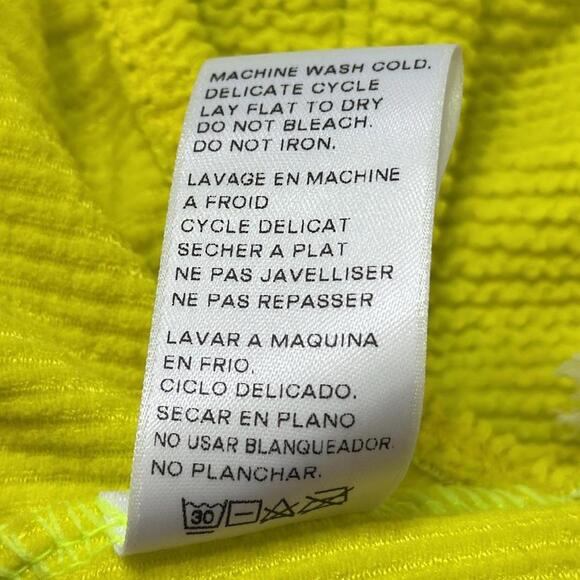 MACHINE WASH COLD.
DELICATE CYCLE
LAY FLAT TO DRY
DO NOT BLEACH.
DO NOT IRON.
LAVAGE EN MACHINE
A FROID
CYCLE DELICAT
SECHER A PLAT
NE PAS JAVELLISER
NE PAS REPASSER
LAVAR A MAQUINA
EN FRIO.
CICLO DELICADO.
SECAR EN PLANO
NO USAR BLANQUEADOR.
NO PLANCHAR.
30